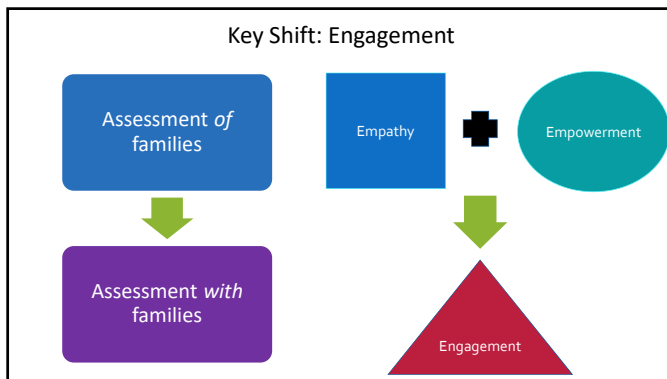 Key Shift: Engagement
Assessment of
families
Assessment with
families
Empathy
Empowerment
Engagement